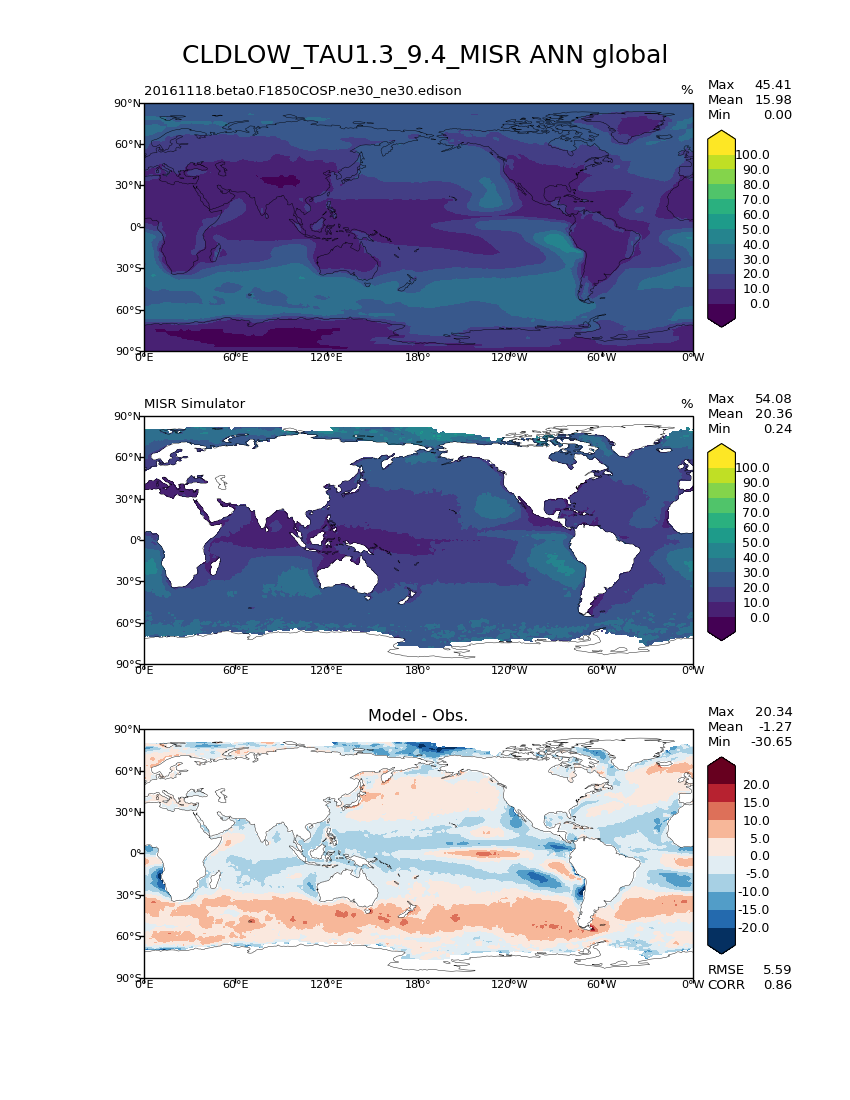 CLDLOW_TAU1.3_9.4_MISR ANN global
20161118.beta0.F1850COSP.ne30_ne30.edison
%
Max 45.41
Mean 15.98
Min 0.00
90°N
60°N
30°N
0°
30°S
60°S
90°S
0°E 60°E 120°E 180° 120°W 60°W 0°W
100.0
90.0
80.0
70.0
60.0
50.0
40.0
30.0
20.0
10.0
0.0
MISR Simulator
%
Max 54.08
Mean 20.36
Min 0.24
90°N
60°N
30°N
0°
30°S
60°S
90°S
0°E 60°E 120°E 180° 120°W 60°W 0°W
100.0
90.0
80.0
70.0
60.0
50.0
40.0
30.0
20.0
10.0
0.0
Model - Obs.
Max 20.34
Mean -1.27
Min -30.65
90°N
60°N
30°N
0°
30°S
60°S
90°S
0°E 60°E 120°E 180° 120°W 60°W 0°W
20.0
15.0
10.0
5.0
0.0
-5.0
-10.0
-15.0
-20.0
RMSE 5.59
CORR 0.86